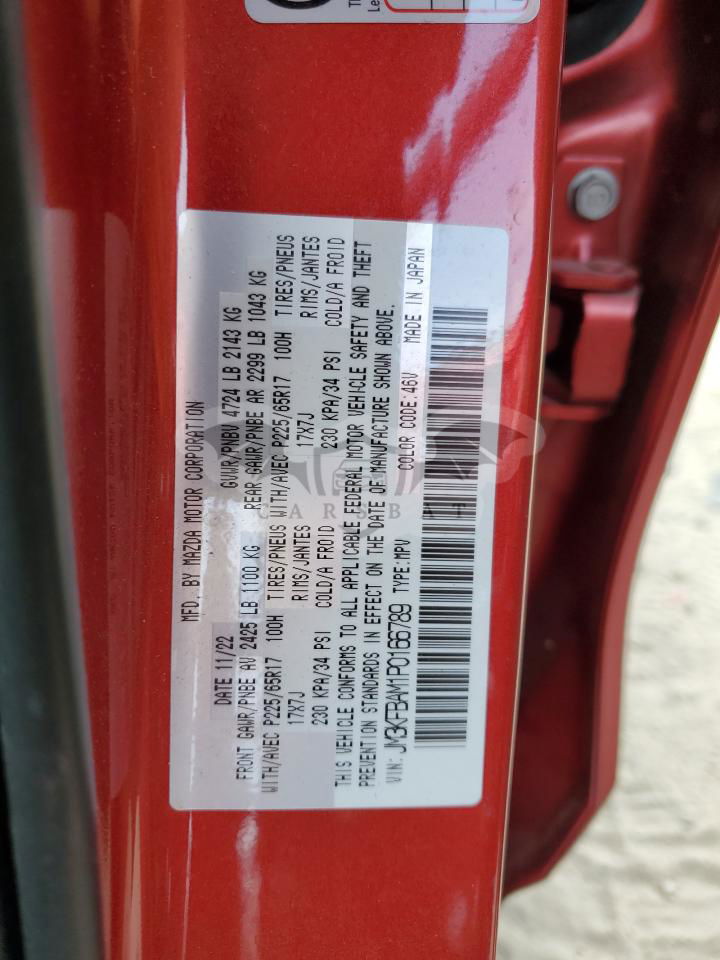 TI
Le
MFD. BY MAZDA MOTOR CORPORATION
DATE 11/22 GVWR/PNBV 4724 LB 2143 KG
FRONT GAWR/PNBE AV 2425 LB 1100 KG REAR GAWR/PNBE AR 2299 LB 1043 KG
WITH/AVEC P225/65R17 100H TIRES/PNEUS WITH/AVEC P225/65R17 100H TIRES/PNEUS
17X7J RIMS/JANTES 17X7J RIMS/JANTES
230 KPA/34 PSI COLD/A FROID 230 KPA/34 PSI COLD/A FROID
THIS VEHICLE CONFORMS TO ALL APPLICABLE FEDERAL MOTOR VEHICLE SAFETY AND THEFT
PREVENTION STANDARDS IN EFFECT ON THE DATE OF MANUFACTURE SHOWN ABOVE.
VIN: JM3KFBAM1P0166789 TYPE:MPV COLOR CODE:46V MADE IN JAPAN
CARSBAT